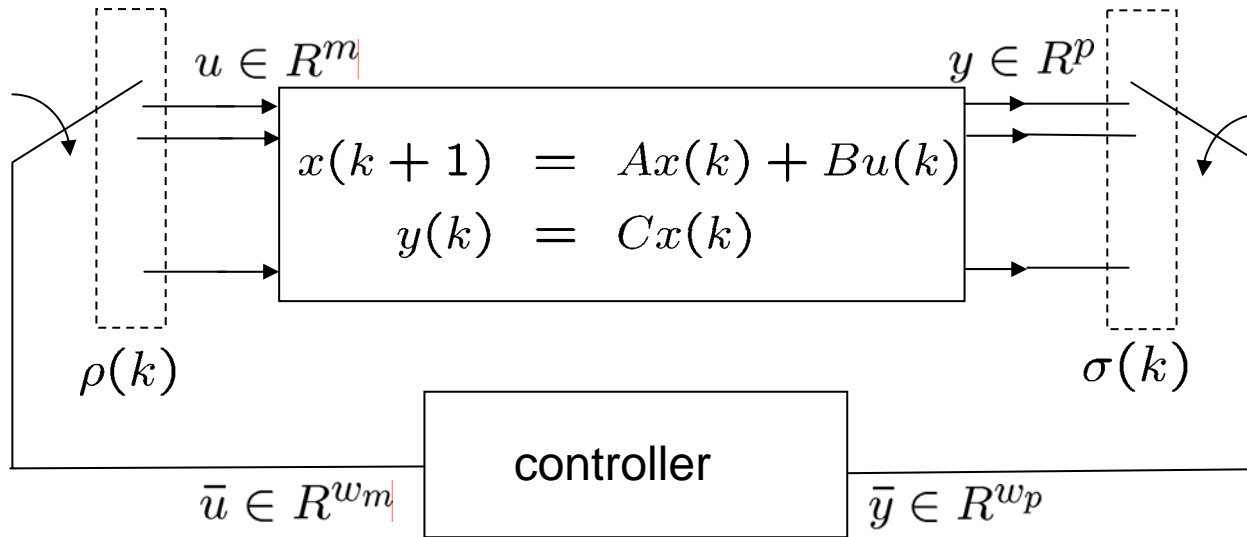 u ∈ R^m
y ∈ R^p
x(k + 1) = Ax(k) + Bu(k)
y(k) = Cx(k)
ρ(k)
σ(k)
controller
ū ∈ R^{w_m}
ȳ ∈ R^{w_p}